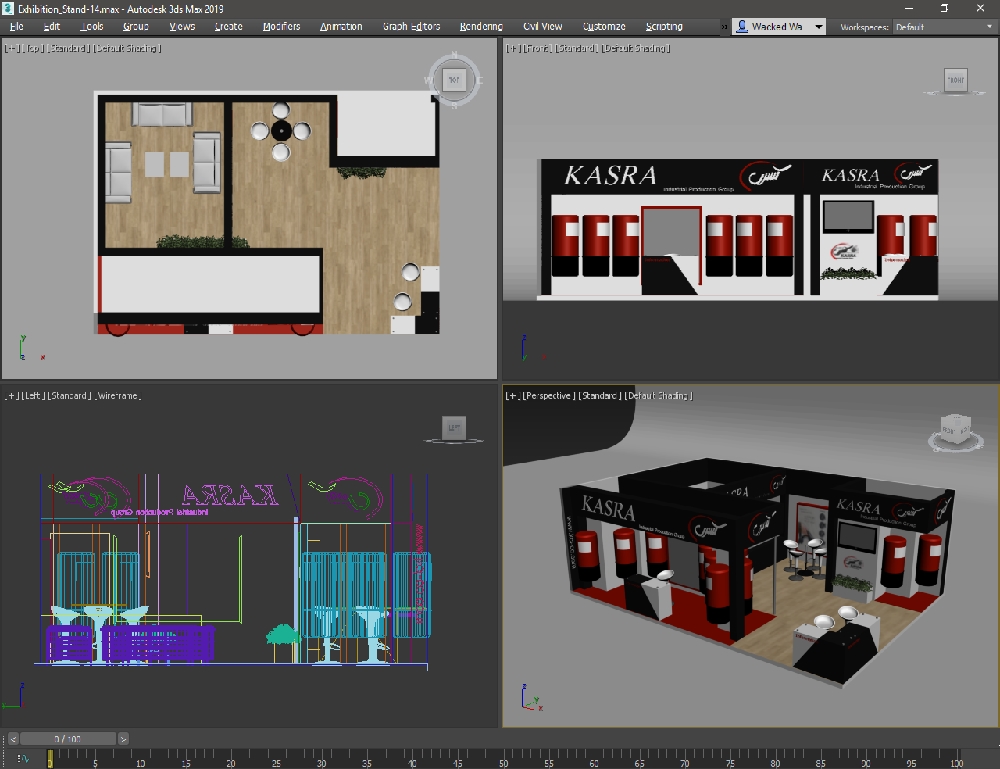 Exhibition_Stand-14.max - Autodesk 3ds Max 2019
File Edit Tools Group Views Create Modifiers Animation Graph Editors Rendering Civil View Customize Scripting » Wacked Wa Workspaces: Default
[+] [Top] [Standard] [Default Shading]
N
W TOP
[+] [Front] [Standard] [Default Shading]
FRONT
KASRA
Industrial Production Group
KASRA
Industrial Production Group
KASRA
y
z x
z
[+] [Left] [Standard] [Wireframe]
LEFT
KASRA
Industrial Production Group
z
[+] [Perspective] [Standard] [Default Shading]
KASRA
Industrial Production Group
KASRA
Industrial Production Group
z
y
x
< 0 / 100 >
0 5 10 15 20 25 30 35 40 45 50 55 60 65 70 75 80 85 90 95 100